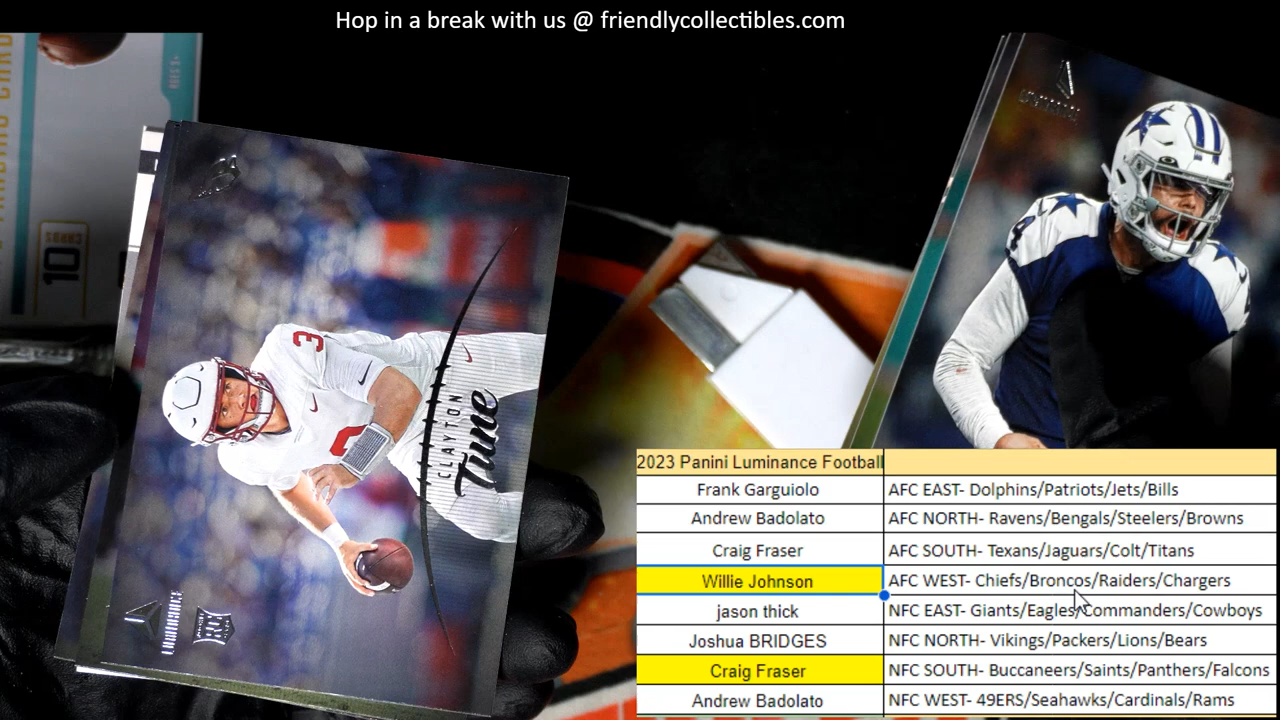 Hop in a break with us @ friendlycollectibles.com
10
CARDS
3
CLAYTON
Tune
LUMINANCE
RC
2023 Panini Luminance Football
Frank Garguiolo AFC EAST- Dolphins/Patriots/Jets/Bills
Andrew Badolato AFC NORTH- Ravens/Bengals/Steelers/Browns
Craig Fraser AFC SOUTH- Texans/Jaguars/Colt/Titans
Willie Johnson AFC WEST- Chiefs/Broncos/Raiders/Chargers
jason thick NFC EAST- Giants/Eagles/Commanders/Cowboys
Joshua BRIDGES NFC NORTH- Vikings/Packers/Lions/Bears
Craig Fraser NFC SOUTH- Buccaneers/Saints/Panthers/Falcons
Andrew Badolato NFC WEST- 49ERS/Seahawks/Cardinals/Rams